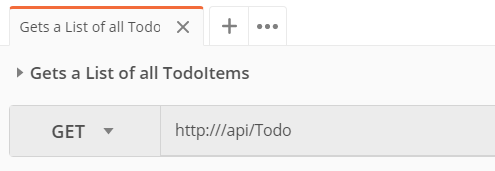 Gets a List of all Todo
Gets a List of all TodoItems
GET http:///api/Todo